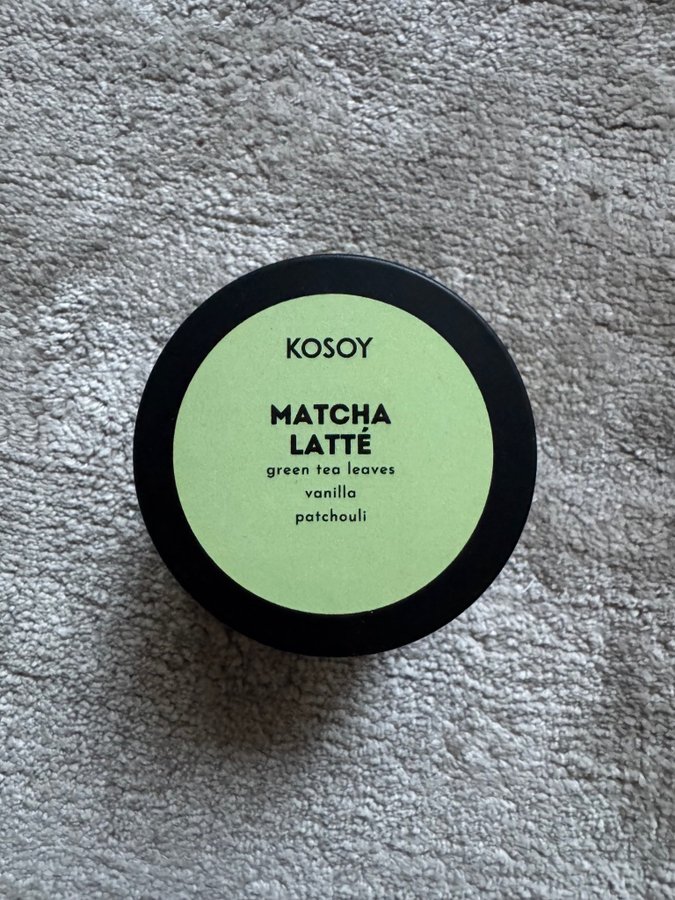 KOSOY
MATCHA
LATTÉ
green tea leaves
vanilla
patchouli